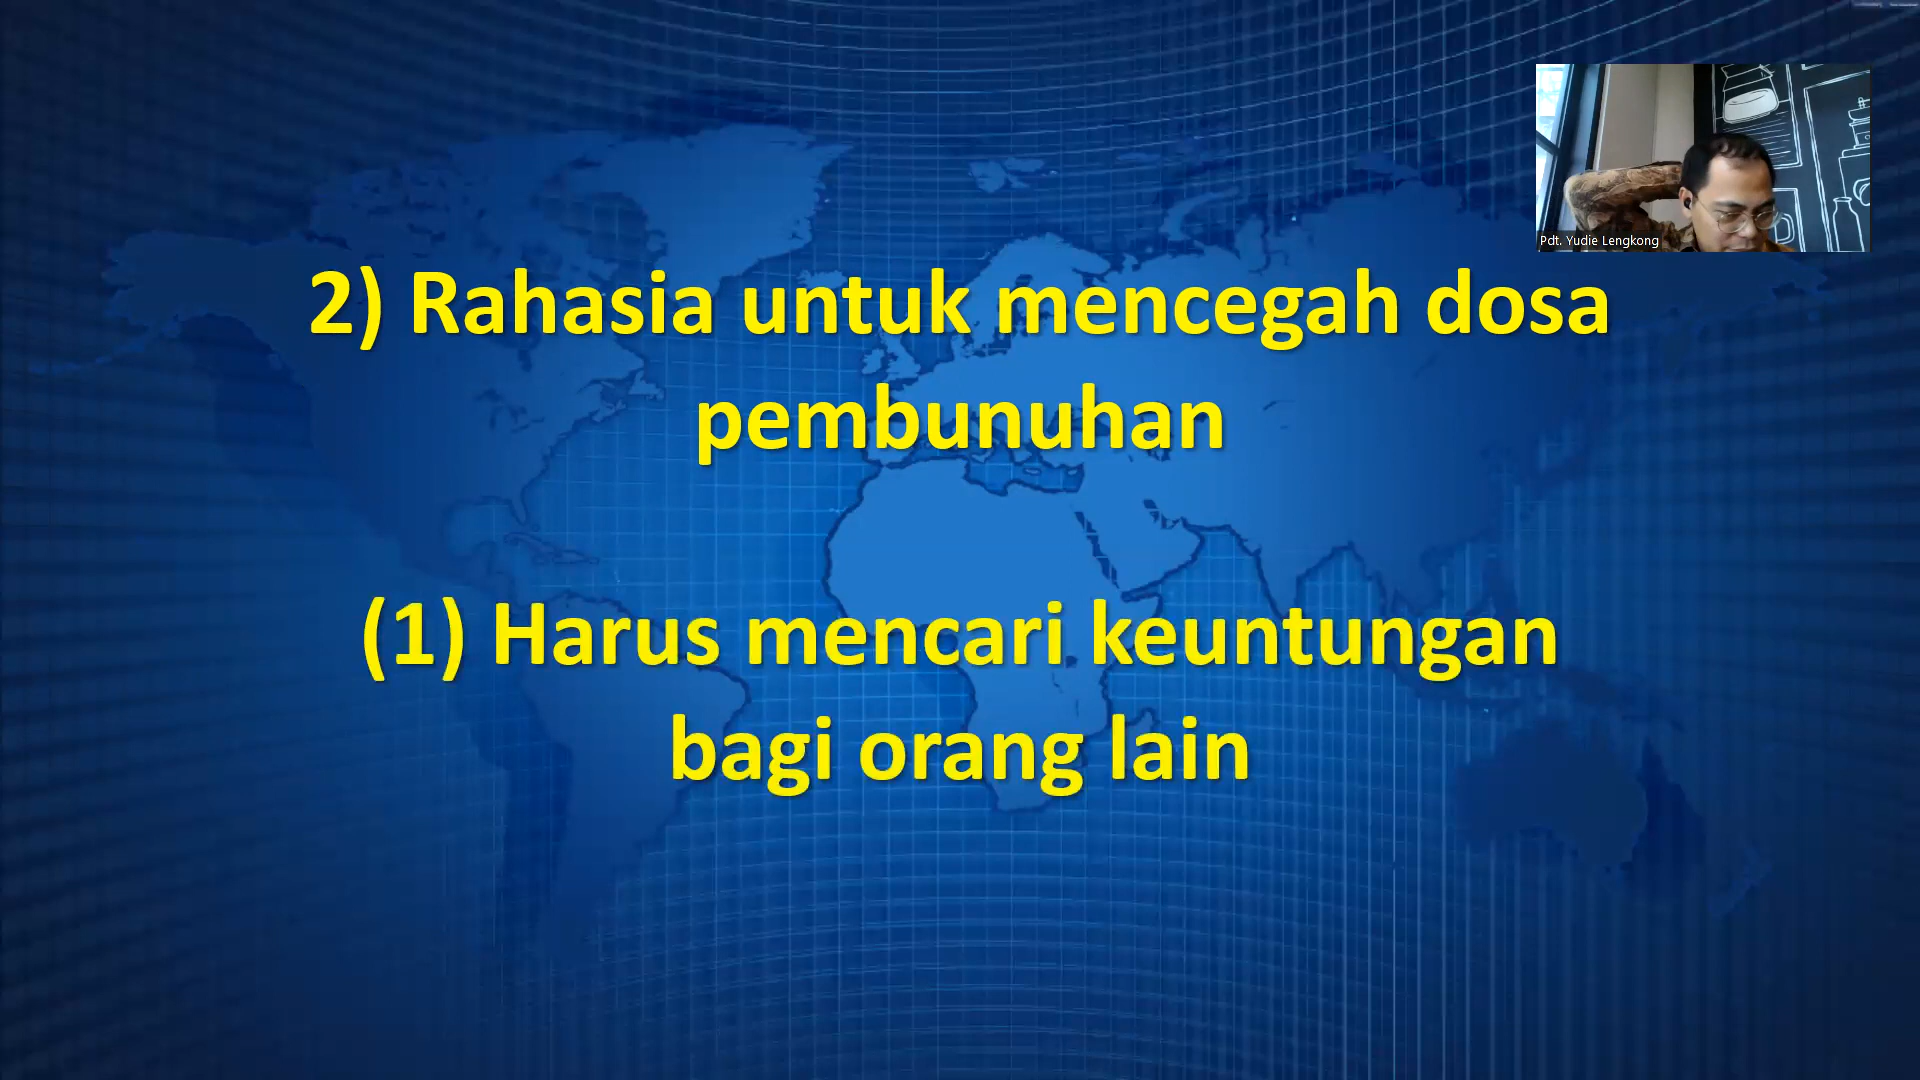 Pdt. Yudie Lengkong
2) Rahasia untuk mencegah dosa
pembunuhan
(1) Harus mencari keuntungan
bagi orang lain